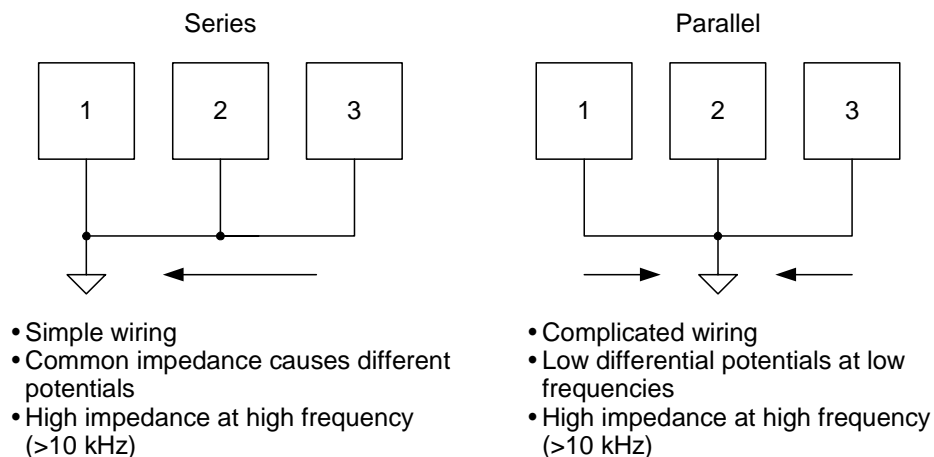 Series
1
2
3
• Simple wiring
• Common impedance causes different
potentials
• High impedance at high frequency
(>10 kHz)
Parallel
1
2
3
• Complicated wiring
• Low differential potentials at low
frequencies
• High impedance at high frequency
(>10 kHz)